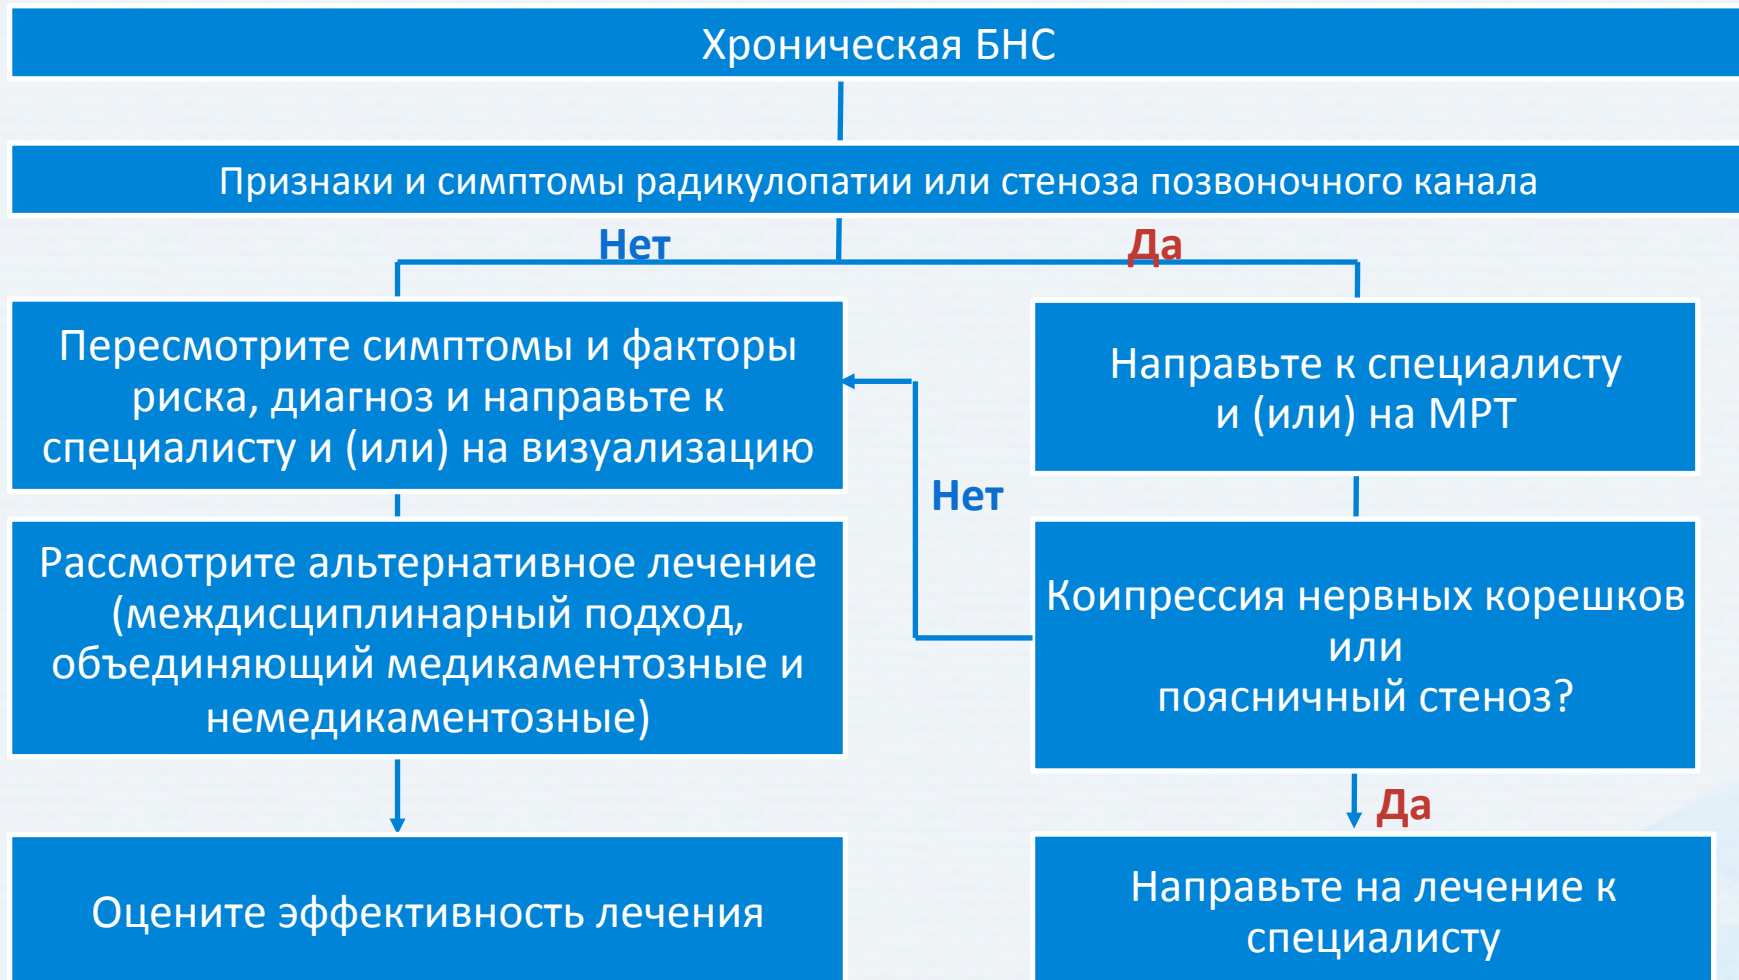 Хроническая БНС
Признаки и симптомы радикулопатии или стеноза позвоночного канала
Нет
Да
Пересмотрите симптомы и факторы
риска, диагноз и направьте к
специалисту и (или) на визуализацию
Направьте к специалисту
и (или) на МРТ
Нет
Рассмотрите альтернативное лечение
(междисциплинарный подход,
объединяющий медикаментозные и
немедикаментозные)
Коипрессия нервных корешков
или
поясничный стеноз?
Да
Оцените эффективность лечения
Направьте на лечение к
специалисту